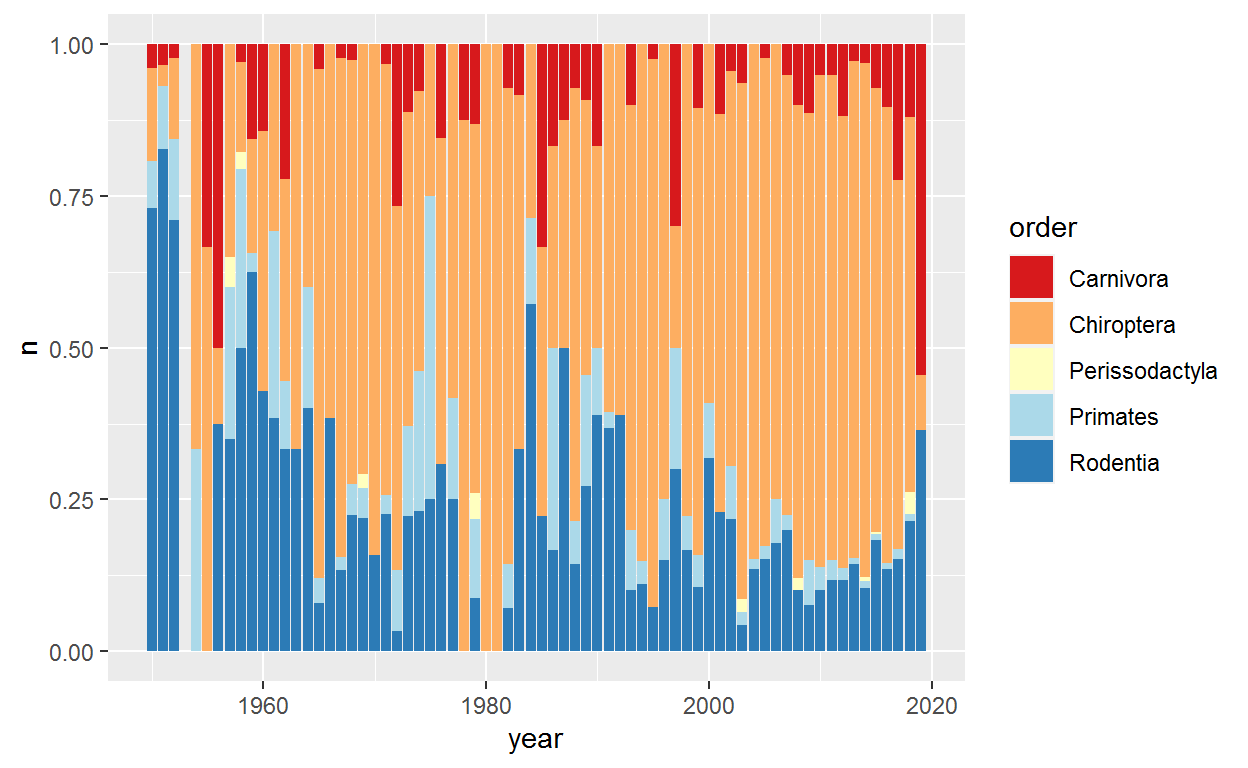 1.00
0.75
0.50
0.25
0.00
n
1960 1980 2000 2020
year
order
Carnivora
Chiroptera
Perissodactyla
Primates
Rodentia